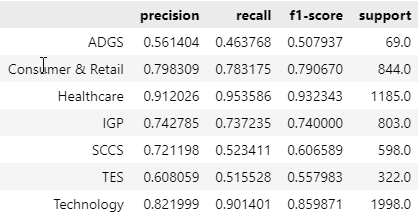 precision recall f1-score support
ADGS 0.561404 0.463768 0.507937 69.0
Consumer & Retail 0.798309 0.783175 0.790670 844.0
Healthcare 0.912026 0.953586 0.932343 1185.0
IGP 0.742785 0.737235 0.740000 803.0
SCCS 0.721198 0.523411 0.606589 598.0
TES 0.608059 0.515528 0.557983 322.0
Technology 0.821999 0.901401 0.859871 1998.0